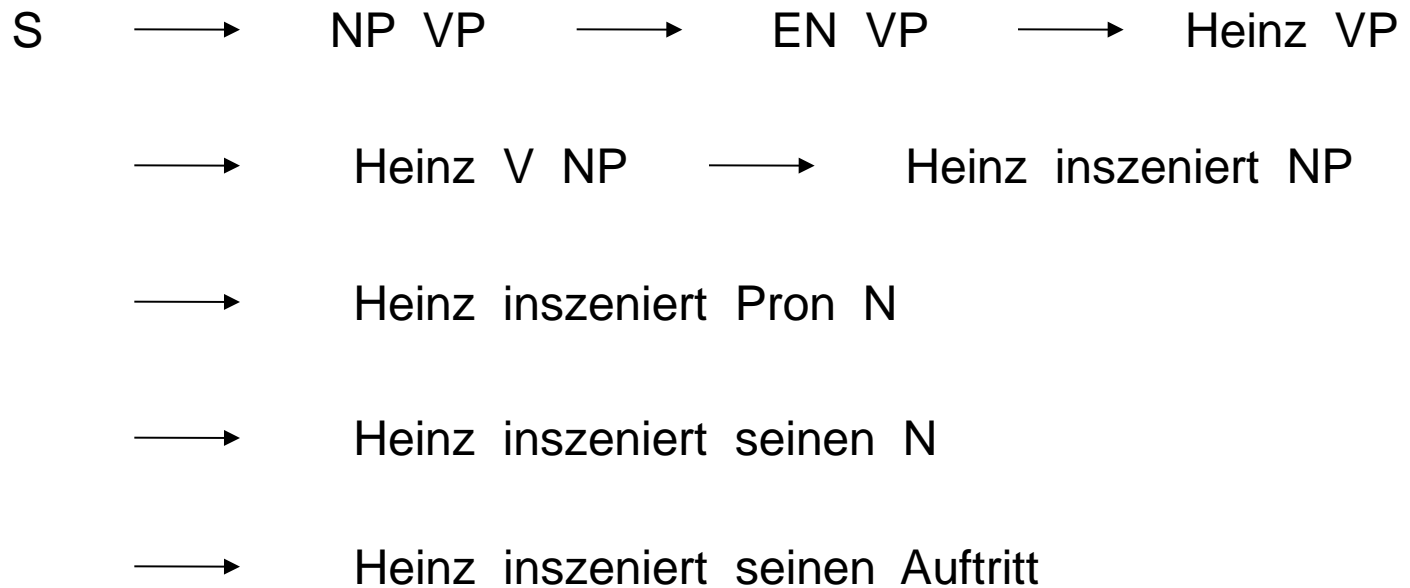 S → NP VP → EN VP → Heinz VP
→ Heinz V NP → Heinz inszeniert NP
→ Heinz inszeniert Pron N
→ Heinz inszeniert seinen N
→ Heinz inszeniert seinen Auftritt